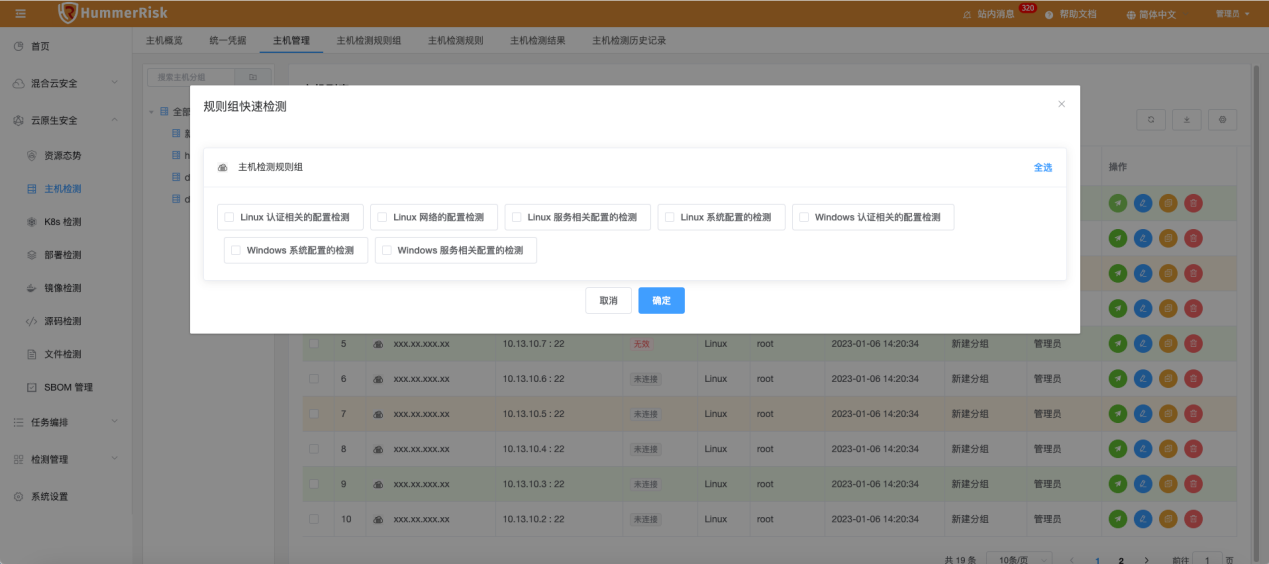 HummerRisk
站内消息 320 帮助文档 简体中文 管理员
首页
混合云安全
云原生安全
资源态势
主机检测
K8s 检测
部署检测
镜像检测
源码检测
文件检测
SBOM 管理
任务编排
检测管理
系统设置
主机概览 统一凭据 主机管理 主机检测规则组 主机检测规则 主机检测结果 主机检测历史记录
搜索主机分组
全部
h
d
d
规则组快速检测
主机检测规则组 全选
Linux 认证相关的配置检测 Linux 网络的配置检测 Linux 服务相关配置的检测 Linux 系统配置的检测 Windows 认证相关的配置检测
Windows 系统配置的检测 Windows 服务相关配置的检测
取消 确定
操作
5 xxx.xx.xxx.xx 10.13.10.7 : 22 无效 Linux root 2023-01-06 14:20:34 新建分组 管理员
6 xxx.xx.xxx.xx 10.13.10.6 : 22 未连接 Linux root 2023-01-06 14:20:34 新建分组 管理员
7 xxx.xx.xxx.xx 10.13.10.5 : 22 未连接 Linux root 2023-01-06 14:20:34 新建分组 管理员
8 xxx.xx.xxx.xx 10.13.10.4 : 22 未连接 Linux root 2023-01-06 14:20:34 新建分组 管理员
9 xxx.xx.xxx.xx 10.13.10.3 : 22 未连接 Linux root 2023-01-06 14:20:34 新建分组 管理员
10 xxx.xx.xxx.xx 10.13.10.2 : 22 未连接 Linux root 2023-01-06 14:20:34 新建分组 管理员
共 19 条 10条/页 1 2 前往 1 页